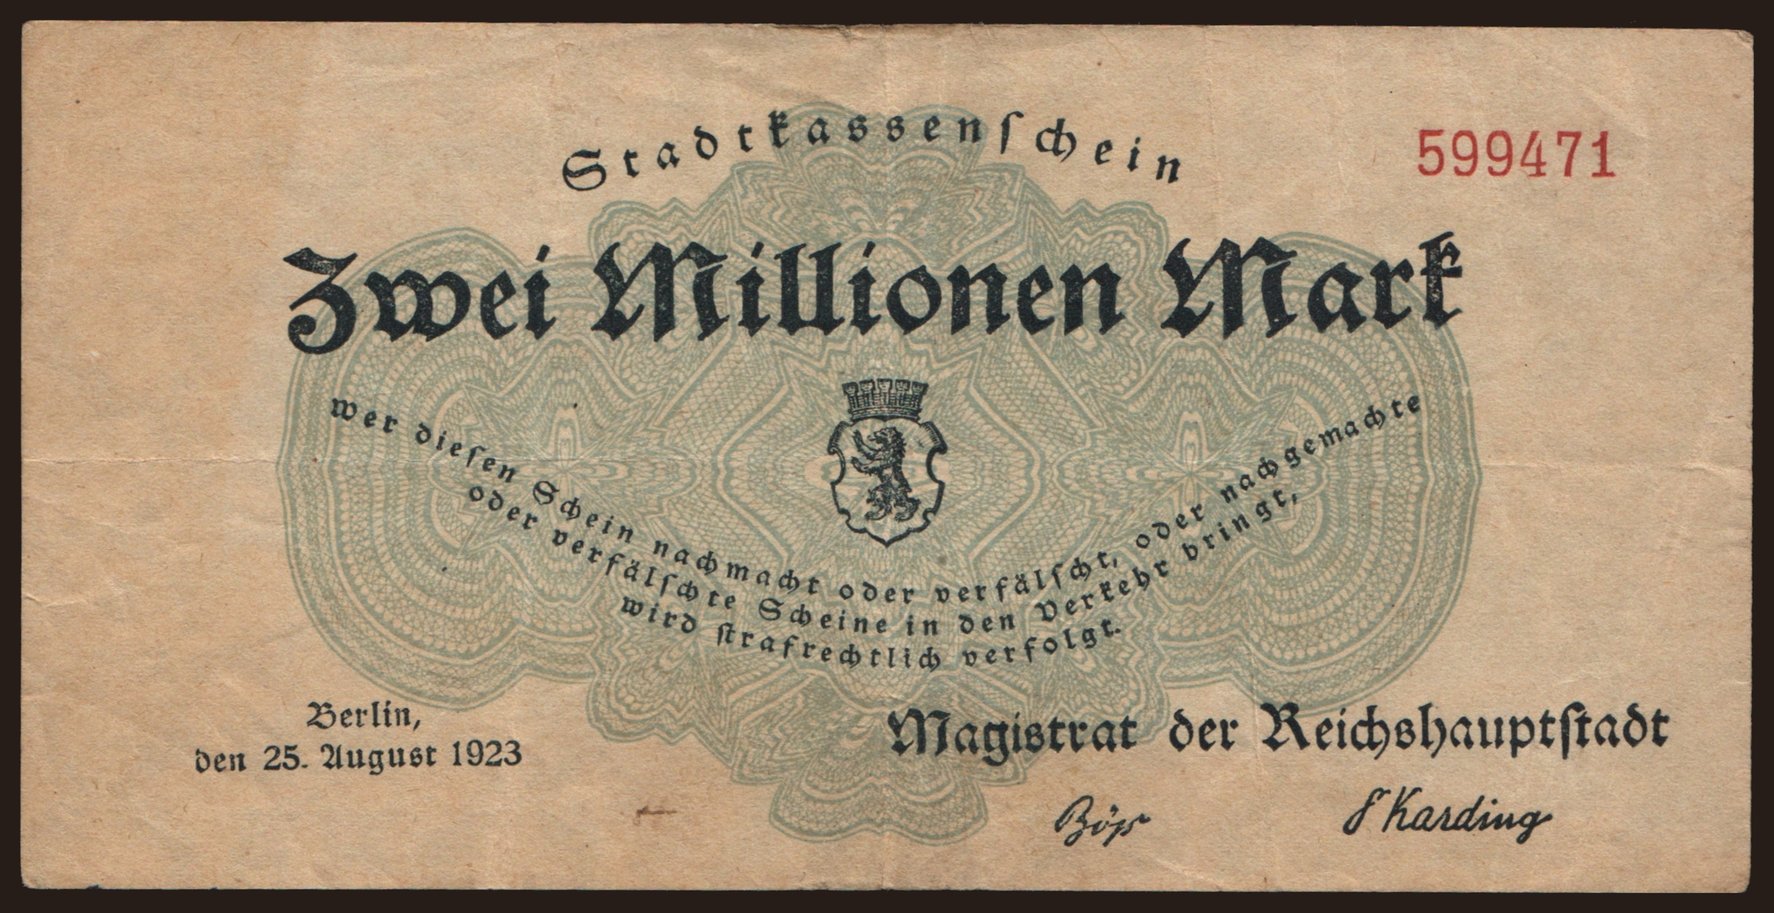 Stadtkassenschein
599471
Zwei Millionen Mark
wer diesen Schein nachmacht oder verfälscht, oder nachgemachte
oder verfälschte Scheine in den Verkehr bringt,
wird strafrechtlich verfolgt.
Berlin,
den 25. August 1923
Magistrat der Reichshauptstadt
Böß
F Karding